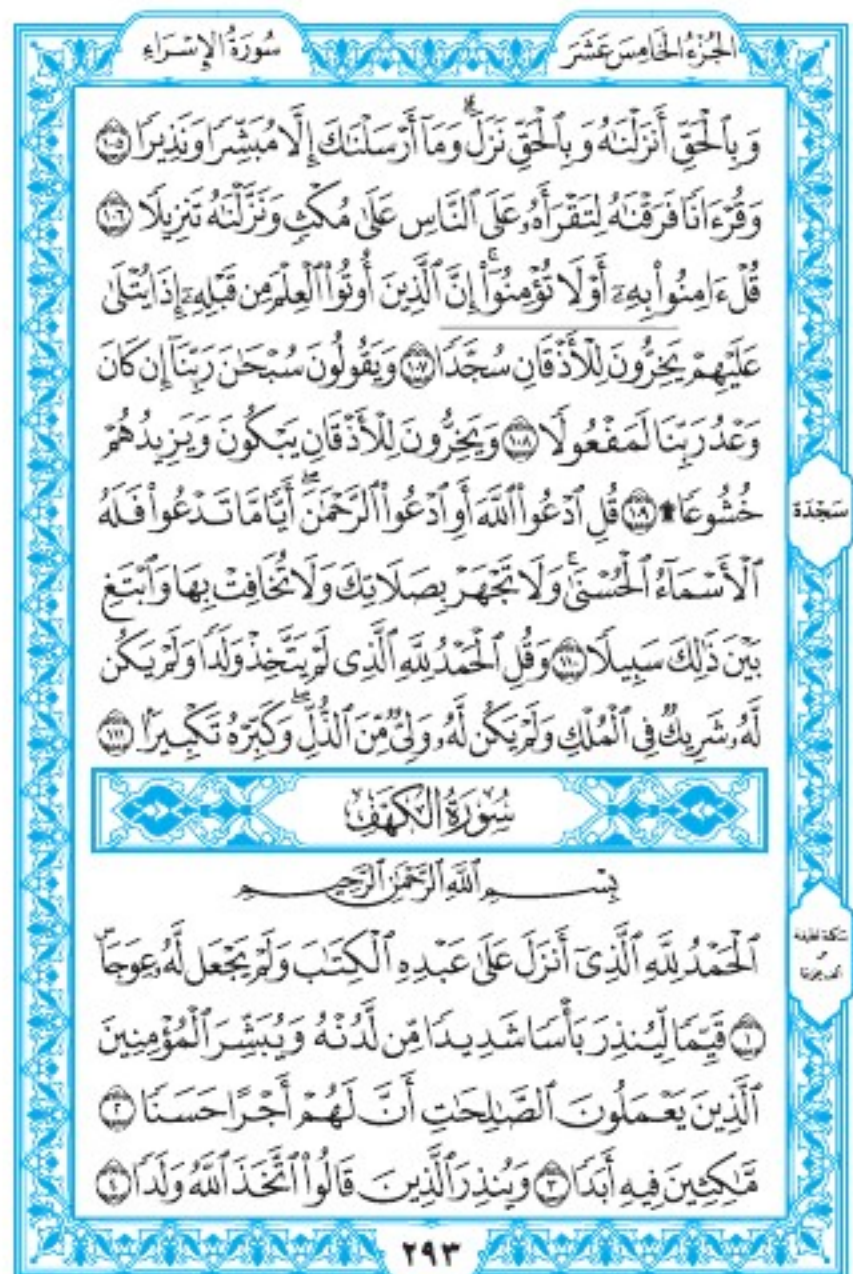 الجُزْءُ الخَامِسَ عَشَرَ
سُورَةُ الإِسْرَاءِ
وَبِٱلْحَقِّ أَنزَلْنَٰهُ وَبِٱلْحَقِّ نَزَلَۗ وَمَآ أَرْسَلْنَٰكَ إِلَّا مُبَشِّرًا وَنَذِيرًا ١٠٥
وَقُرْءَانًا فَرَقْنَٰهُ لِتَقْرَأَهُۥ عَلَى ٱلنَّاسِ عَلَىٰ مُكْثٍ وَنَزَّلْنَٰهُ تَنزِيلًا ١٠٦
قُلْ ءَامِنُوا۟ بِهِۦٓ أَوْ لَا تُؤْمِنُوٓا۟ۚ إِنَّ ٱلَّذِينَ أُوتُوا۟ ٱلْعِلْمَ مِن قَبْلِهِۦٓ إِذَا يُتْلَىٰ
عَلَيْهِمْ يَخِرُّونَ لِلْأَذْقَانِ سُجَّدًا ١٠٧ وَيَقُولُونَ سُبْحَٰنَ رَبِّنَآ إِن كَانَ
وَعْدُ رَبِّنَا لَمَفْعُولًا ١٠٨ وَيَخِرُّونَ لِلْأَذْقَانِ يَبْكُونَ وَيَزِيدُهُمْ
خُشُوعًا ۩ ١٠٩ قُلِ ٱدْعُوا۟ ٱللَّهَ أَوِ ٱدْعُوا۟ ٱلرَّحْمَٰنَۖ أَيًّا مَّا تَدْعُوا۟ فَلَهُ
ٱلْأَسْمَآءُ ٱلْحُسْنَىٰۚ وَلَا تَجْهَرْ بِصَلَاتِكَ وَلَا تُخَافِتْ بِهَا وَٱبْتَغِ
بَيْنَ ذَٰلِكَ سَبِيلًا ١١٠ وَقُلِ ٱلْحَمْدُ لِلَّهِ ٱلَّذِى لَمْ يَتَّخِذْ وَلَدًا وَلَمْ يَكُن
لَّهُۥ شَرِيكٌ فِى ٱلْمُلْكِ وَلَمْ يَكُن لَّهُۥ وَلِىٌّ مِّنَ ٱلذُّلِّۖ وَكَبِّرْهُ تَكْبِيرًۢا ١١١
سَجْدَة
سُورَةُ الكَهْفِ
بِسْمِ ٱللَّهِ ٱلرَّحْمَٰنِ ٱلرَّحِيمِ
ٱلْحَمْدُ لِلَّهِ ٱلَّذِىٓ أَنزَلَ عَلَىٰ عَبْدِهِ ٱلْكِتَٰبَ وَلَمْ يَجْعَل لَّهُۥ عِوَجَاۜ
١ قَيِّمًا لِّيُنذِرَ بَأْسًا شَدِيدًا مِّن لَّدُنْهُ وَيُبَشِّرَ ٱلْمُؤْمِنِينَ
ٱلَّذِينَ يَعْمَلُونَ ٱلصَّٰلِحَٰتِ أَنَّ لَهُمْ أَجْرًا حَسَنًا ٢
مَّٰكِثِينَ فِيهِ أَبَدًا ٣ وَيُنذِرَ ٱلَّذِينَ قَالُوا۟ ٱتَّخَذَ ٱللَّهُ وَلَدًا ٤
سكتة لطيفة
٢٩٣